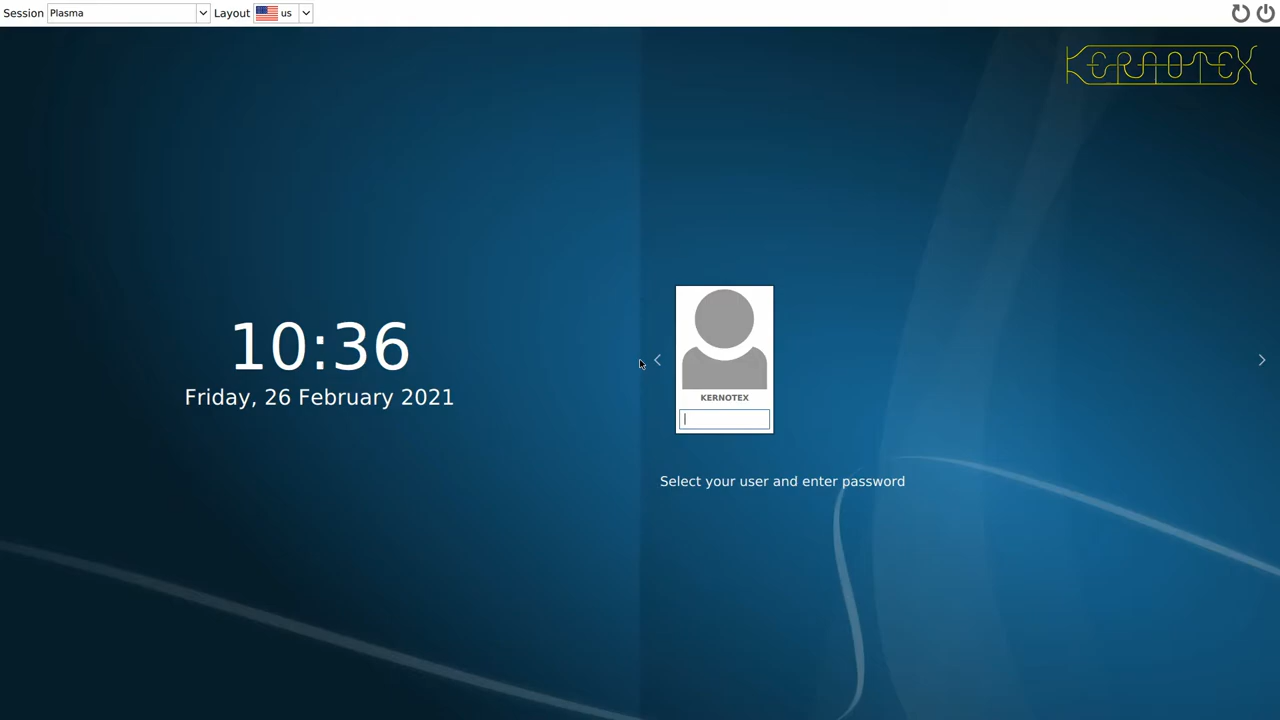 Session Plasma Layout us
KERNOTEX
10:36
Friday, 26 February 2021
KERNOTEX
Select your user and enter password